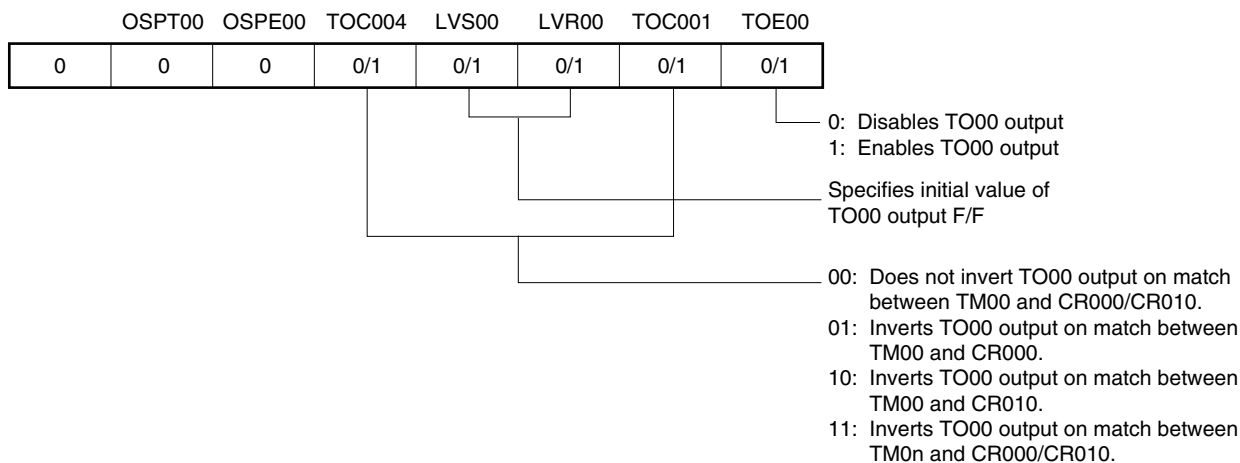 OSPT00 OSPE00 TOC004 LVS00 LVR00 TOC001 TOE00
0 0 0 0/1 0/1 0/1 0/1 0/1
0: Disables TO00 output
1: Enables TO00 output
Specifies initial value of
TO00 output F/F
00: Does not invert TO00 output on match
between TM00 and CR000/CR010.
01: Inverts TO00 output on match between
TM00 and CR000.
10: Inverts TO00 output on match between
TM00 and CR010.
11: Inverts TO00 output on match between
TM0n and CR000/CR010.